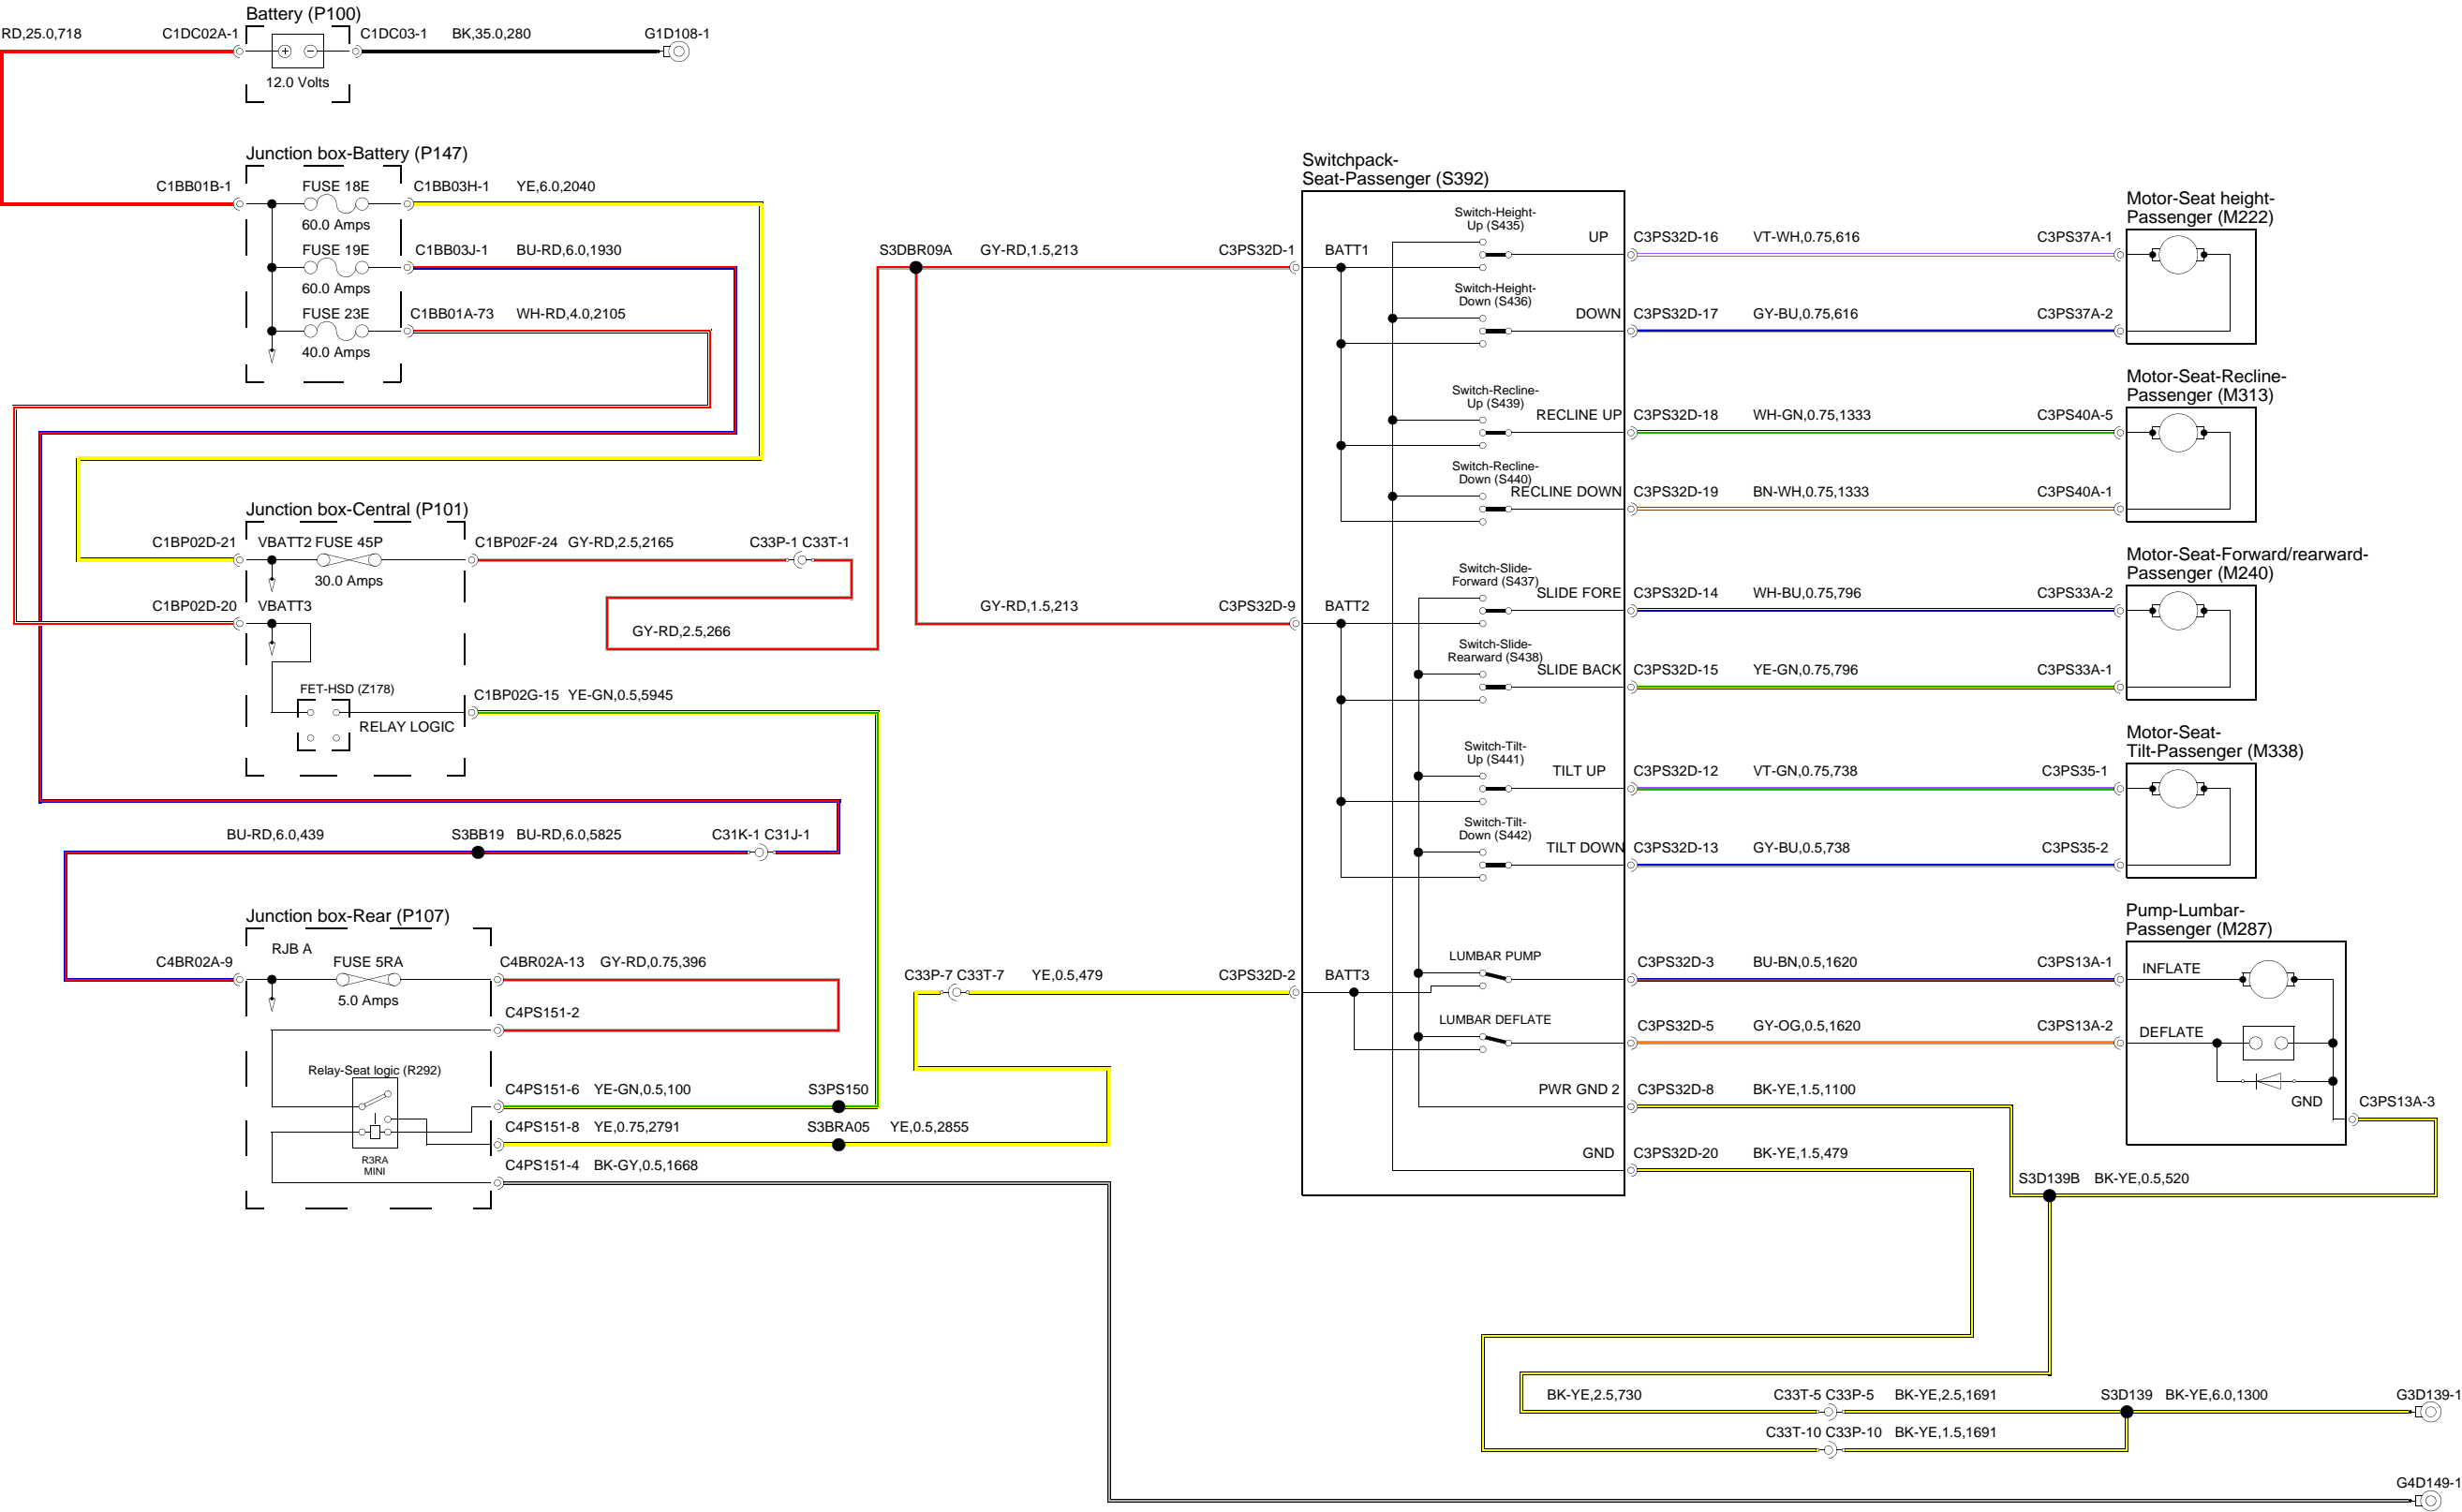 Battery (P100)
RD,25.0,718
C1DC02A-1
C1DC03-1
BK,35.0,280
G1D108-1
12.0 Volts
Junction box-Battery (P147)
C1BB01B-1
FUSE 18E
C1BB03H-1
YE,6.0,2040
60.0 Amps
FUSE 19E
C1BB03J-1
BU-RD,6.0,1930
60.0 Amps
FUSE 23E
C1BB01A-73
WH-RD,4.0,2105
40.0 Amps
Junction box-Central (P101)
C1BP02D-21
VBATT2
FUSE 45P
C1BP02F-24
GY-RD,2.5,2165
C33P-1 C33T-1
30.0 Amps
C1BP02D-20
VBATT3
GY-RD,2.5,266
FET-HSD (Z178)
C1BP02G-15
YE-GN,0.5,5945
RELAY LOGIC
BU-RD,6.0,439
S3BB19
BU-RD,6.0,5825
C31K-1 C31J-1
Junction box-Rear (P107)
RJB A
C4BR02A-9
FUSE 5RA
C4BR02A-13
GY-RD,0.75,396
5.0 Amps
C4PS151-2
Relay-Seat logic (R292)
C4PS151-6
YE-GN,0.5,100
S3PS150
C4PS151-8
YE,0.75,2791
S3BRA05
YE,0.5,2855
R3RA
MINI
C4PS151-4
BK-GY,0.5,1668
S3DBR09A
GY-RD,1.5,213
C3PS32D-1
GY-RD,1.5,213
C3PS32D-9
C33P-7 C33T-7
YE,0.5,479
C3PS32D-2
Switchpack-
Seat-Passenger (S392)
BATT1
Switch-Height-
Up (S435)
UP
C3PS32D-16
VT-WH,0.75,616
C3PS37A-1
Switch-Height-
Down (S436)
DOWN
C3PS32D-17
GY-BU,0.75,616
C3PS37A-2
Switch-Recline-
Up (S439)
RECLINE UP
C3PS32D-18
WH-GN,0.75,1333
C3PS40A-5
Switch-Recline-
Down (S440)
RECLINE DOWN
C3PS32D-19
BN-WH,0.75,1333
C3PS40A-1
BATT2
Switch-Slide-
Forward (S437)
SLIDE FORE
C3PS32D-14
WH-BU,0.75,796
C3PS33A-2
Switch-Slide-
Rearward (S438)
SLIDE BACK
C3PS32D-15
YE-GN,0.75,796
C3PS33A-1
Switch-Tilt-
Up (S441)
TILT UP
C3PS32D-12
VT-GN,0.75,738
C3PS35-1
Switch-Tilt-
Down (S442)
TILT DOWN
C3PS32D-13
GY-BU,0.5,738
C3PS35-2
BATT3
LUMBAR PUMP
C3PS32D-3
BU-BN,0.5,1620
C3PS13A-1
LUMBAR DEFLATE
C3PS32D-5
GY-OG,0.5,1620
C3PS13A-2
PWR GND 2
C3PS32D-8
BK-YE,1.5,1100
GND
C3PS32D-20
BK-YE,1.5,479
Motor-Seat height-
Passenger (M222)
Motor-Seat-Recline-
Passenger (M313)
Motor-Seat-Forward/rearward-
Passenger (M240)
Motor-Seat-
Tilt-Passenger (M338)
Pump-Lumbar-
Passenger (M287)
INFLATE
DEFLATE
GND
C3PS13A-3
S3D139B
BK-YE,0.5,520
BK-YE,2.5,730
C33T-5 C33P-5
BK-YE,2.5,1691
S3D139
BK-YE,6.0,1300
G3D139-1
C33T-10 C33P-10
BK-YE,1.5,1691
G4D149-1